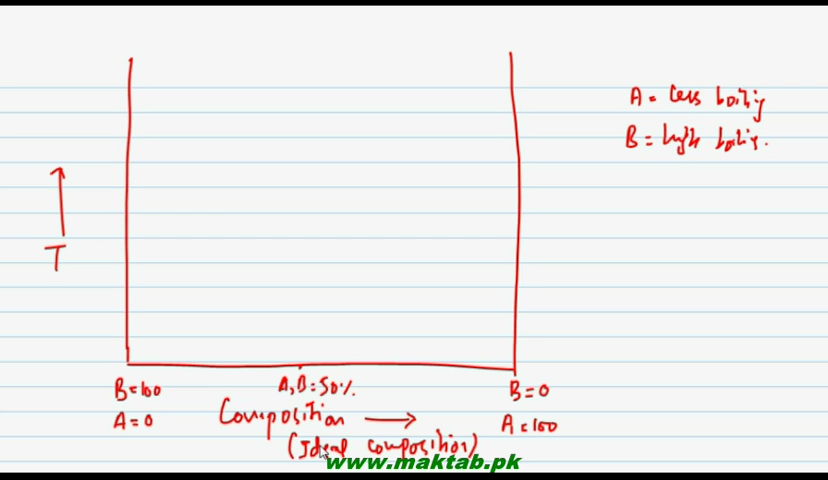 A = less boiling
B = high boiling.
T
B = 100
A, B = 50%
B = 0
A = 0
Composition
A = 100
(Ideal composition)
www.maktab.pk